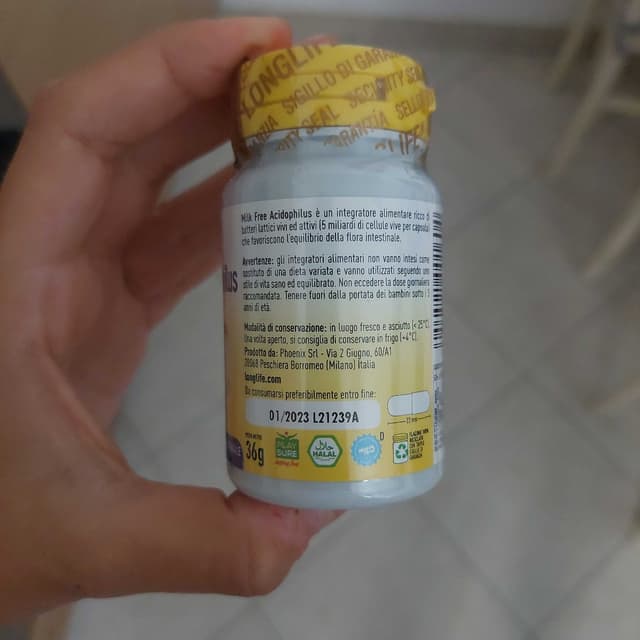 LONGLIFE
SIGILLO DI GARA
SECURITY SEAL
GARANTÍA
Milk Free Acidophilus è un integratore alimentare ricco di
batteri lattici vivi ed attivi (5 miliardi di cellule vive per capsula)
che favoriscono l'equilibrio della flora intestinale.
Avvertenze: gli integratori alimentari non vanno intesi come
sostituto di una dieta variata e vanno utilizzati seguendo uno
stile di vita sano ed equilibrato. Non eccedere la dose giornaliera
raccomandata. Tenere fuori dalla portata dei bambini sotto i 3
anni di età.
Modalità di conservazione: in luogo fresco e asciutto (< 25°C).
Una volta aperto, si consiglia di conservare in frigo (+4°C).
Prodotto da: Phoenix Srl - Via 2 Giugno, 60/A1
20068 Peschiera Borromeo (Milano) Italia
longlife.com
Da consumarsi preferibilmente entro fine:
01/2023 L21239A
36g
PLAY
SURE
HALAL
D